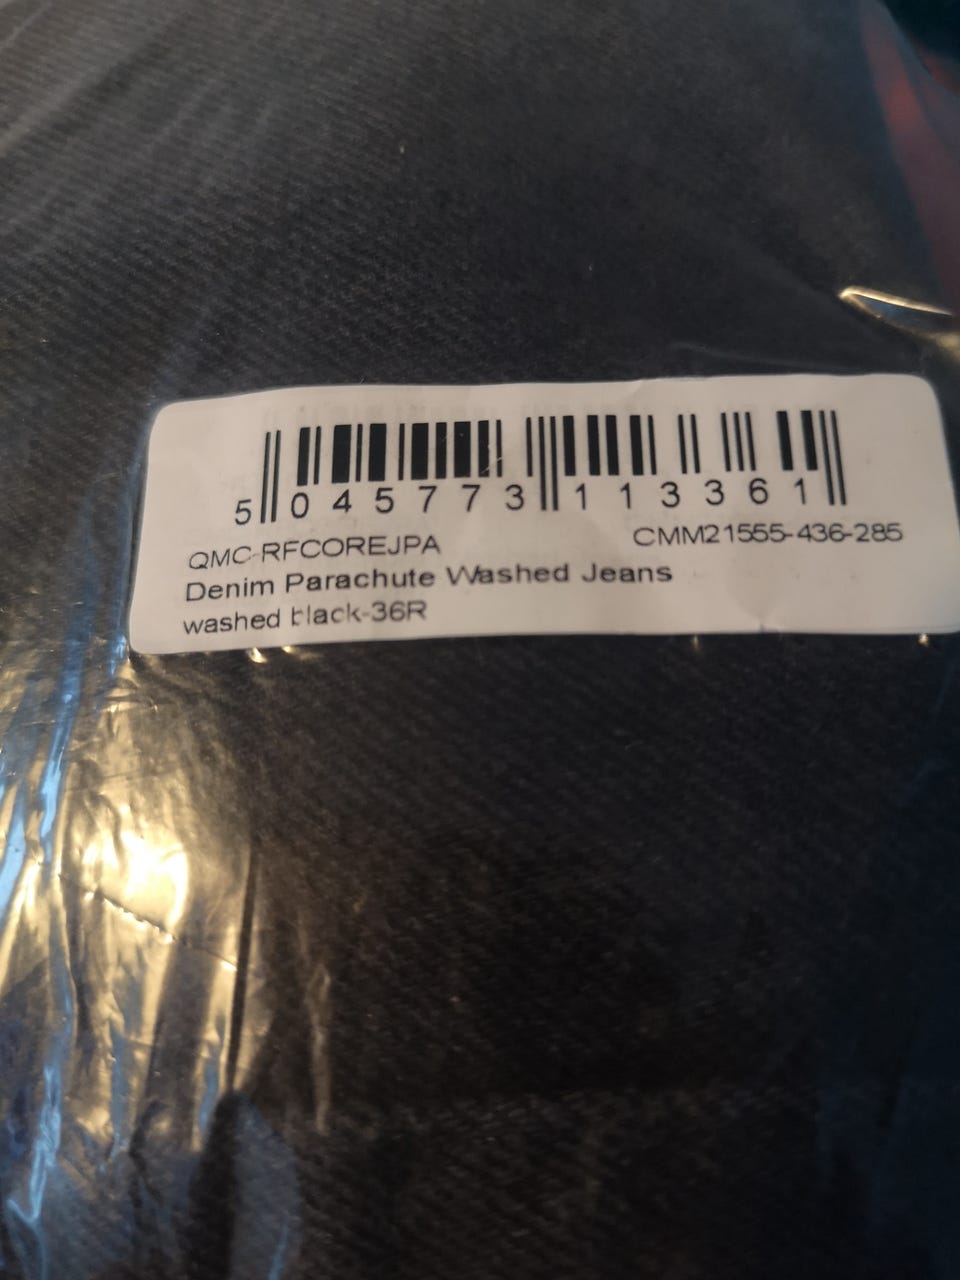 5 045773 113361
QMC-RFCOREJPA CMM21555-436-285
Denim Parachute Washed Jeans
washed black-36R